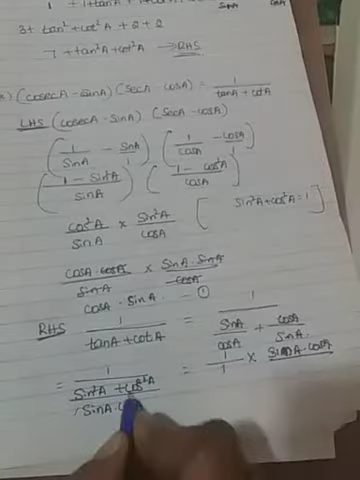 3 + tan²A + cot²A + 2 + 2
7 + tan²A + cot²A → RHS
(cosecA - sinA) (secA - cosA) = 1/(tanA + cotA)
LHS (cosecA - sinA) (secA - cosA)
(1/sinA - sinA/1) (1/cosA - cosA/1)
((1 - sin²A)/sinA) ((1 - cos²A)/cosA)
cos²A/sinA × sin²A/cosA [ sin²A + cos²A = 1 ]
cosA · cosA/sinA × sinA · sinA/cosA
cosA · sinA - ①
RHS 1/(tanA + cotA) = 1/(sinA/cosA + cosA/sinA)
= 1/((sin²A + cos²A)/sinA · = 1/1 × sinA · cosA